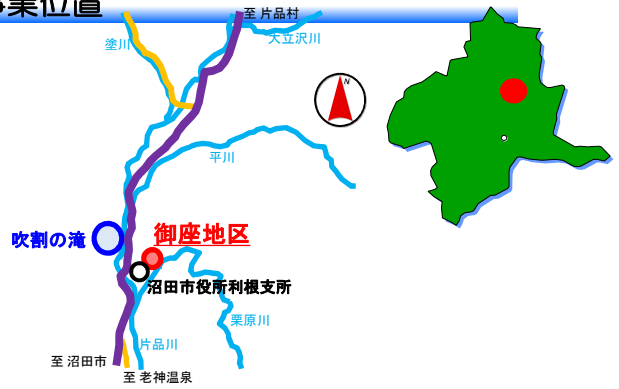 業位置
至 片品村
塗川
大立沢川
N
平川
吹割の滝
御座地区
沼田市役所利根支所
栗原川
片品川
至 沼田市
至 老神温泉